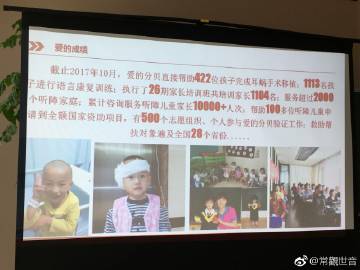 爱的成绩
截止2017年10月，爱的分贝直接帮助422位孩子完成耳蜗手术移植；1113名孩
子进行语言康复训练；执行了26期家长培训班共培训家长1104名；服务超过2000
个听障家庭；累计咨询服务听障儿童家长10000+人次；帮助100多位听障儿童申
请到全额国家资助项目；有500个志愿组织、个人参与爱的分贝验证工作；救助帮
扶对象遍及全国28个省份......
@常觀世音